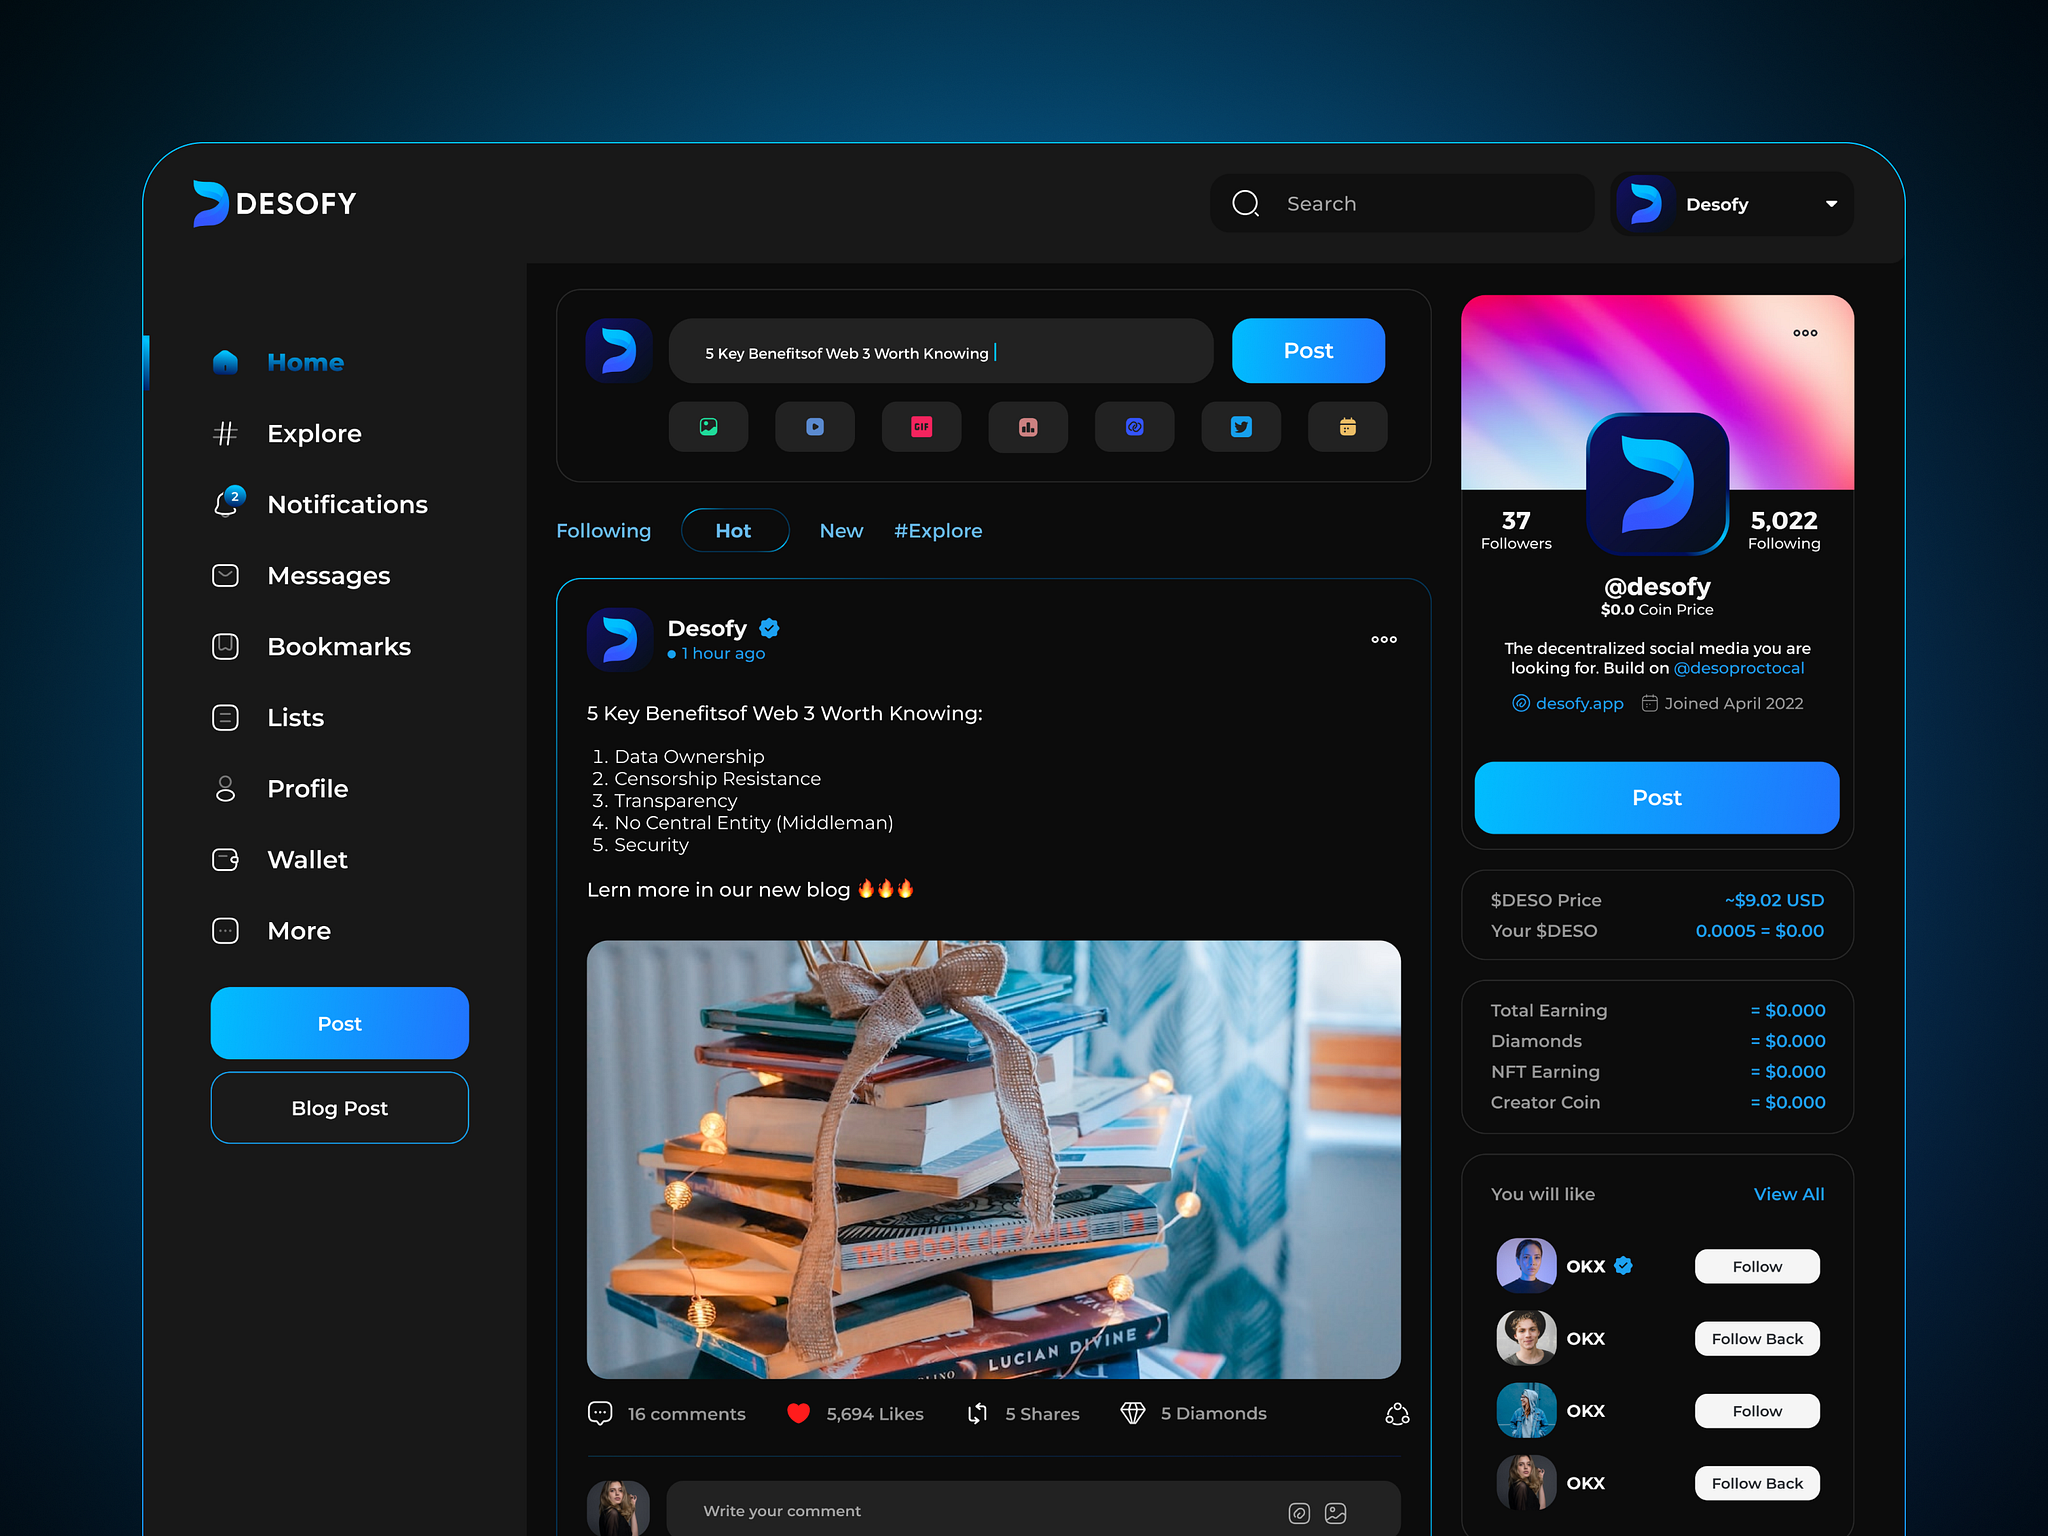 DESOFY
Search
Desofy
Home
Explore
2
Notifications
Messages
Bookmarks
Lists
Profile
Wallet
More
Post
Blog Post
5 Key Benefitsof Web 3 Worth Knowing
Post
GIF
Following
Hot
New
#Explore
Desofy
1 hour ago
5 Key Benefitsof Web 3 Worth Knowing:
1. Data Ownership
2. Censorship Resistance
3. Transparency
4. No Central Entity (Middleman)
5. Security
Lern more in our new blog 🔥🔥🔥
LUCIAN DIVINE
16 comments
5,694 Likes
5 Shares
5 Diamonds
Write your comment
37
Followers
5,022
Following
@desofy
$0.0 Coin Price
The decentralized social media you are
looking for. Build on @desoproctocal
desofy.app
Joined April 2022
Post
$DESO Price ~$9.02 USD
Your $DESO 0.0005 = $0.00
Total Earning = $0.000
Diamonds = $0.000
NFT Earning = $0.000
Creator Coin = $0.000
You will like View All
OKX Follow
OKX Follow Back
OKX Follow
OKX Follow Back